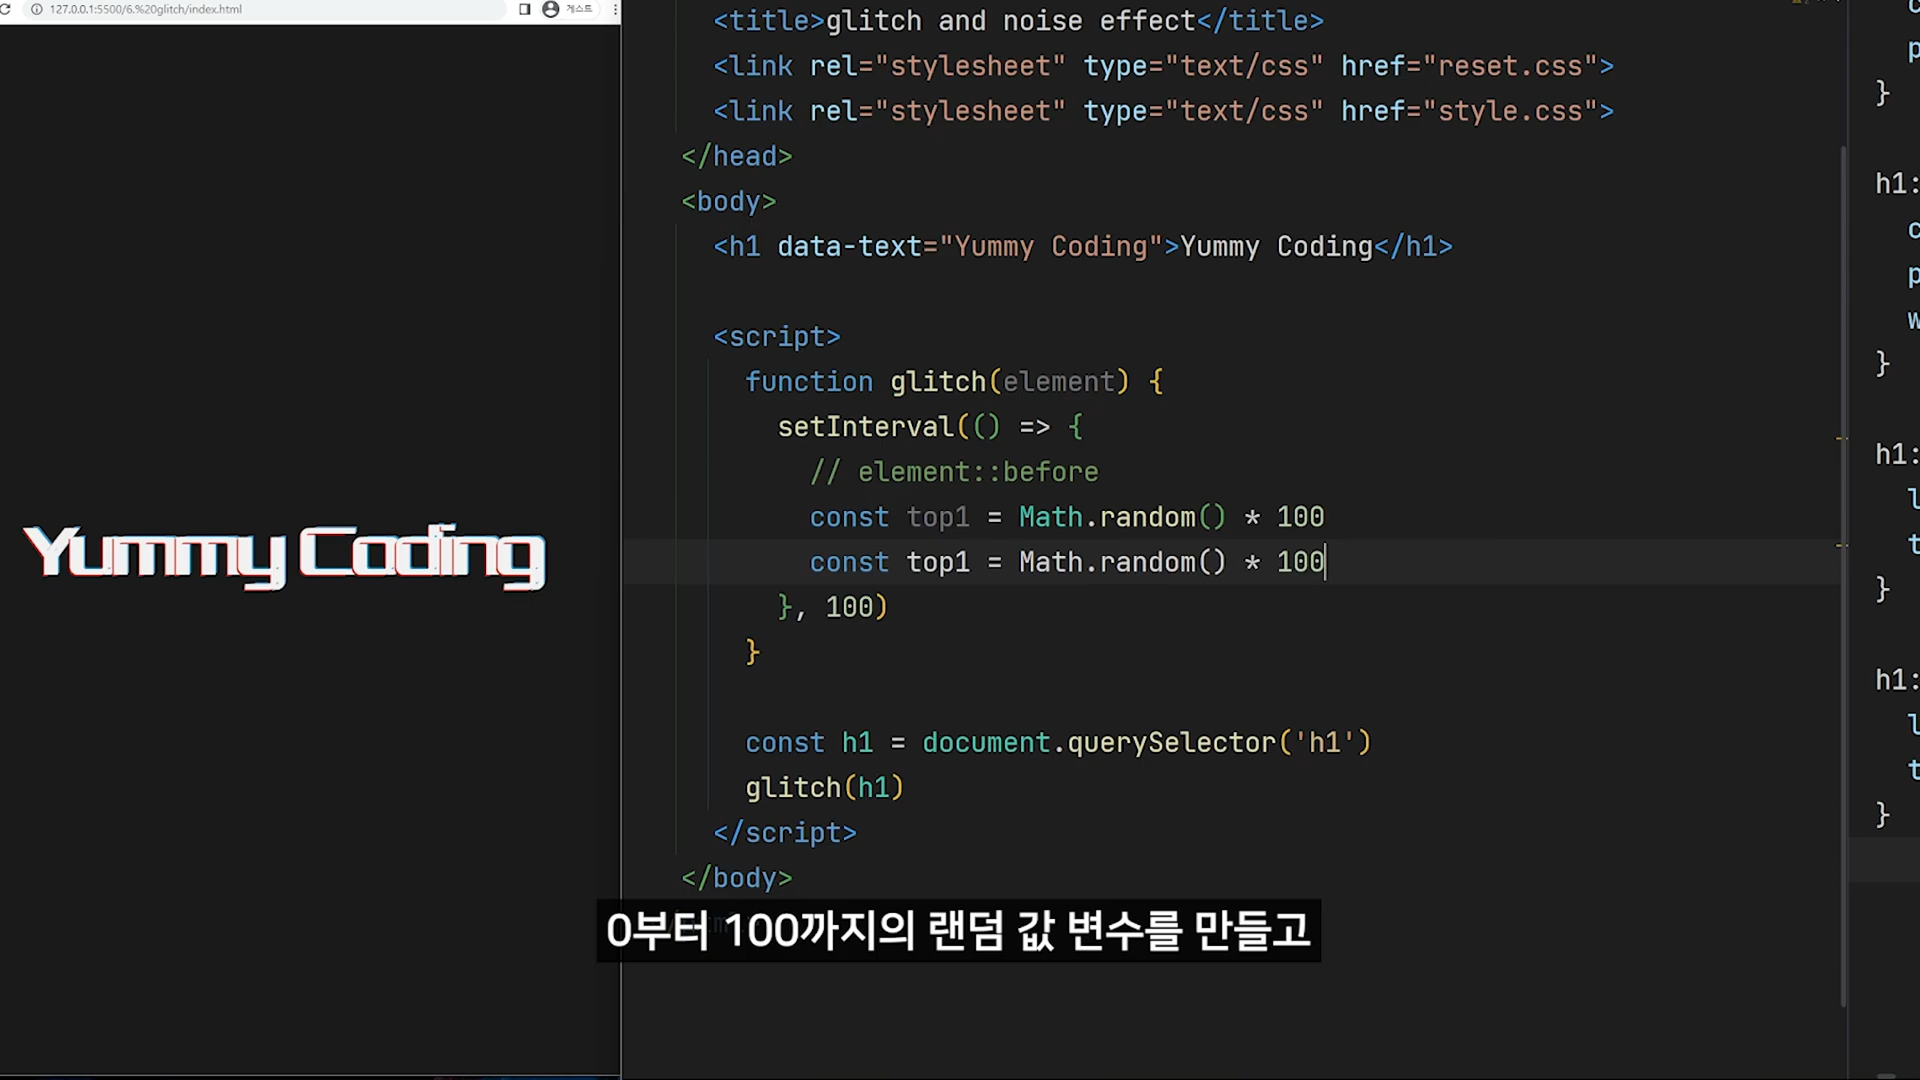 127.0.0.1:5500/6.%20glitch/index.html
게스트
Yummy Coding
<title>glitch and noise effect</title>
<link rel="stylesheet" type="text/css" href="reset.css">
<link rel="stylesheet" type="text/css" href="style.css">
</head>
<body>
<h1 data-text="Yummy Coding">Yummy Coding</h1>
<script>
function glitch(element) {
setInterval(() => {
// element::before
const top1 = Math.random() * 100
const top1 = Math.random() * 100
}, 100)
}
const h1 = document.querySelector('h1')
glitch(h1)
</script>
</body>
0부터 100까지의 랜덤 값 변수를 만들고
p
}
h1:
c
p
w
}
h1:
l
t
}
h1:
l
t
}